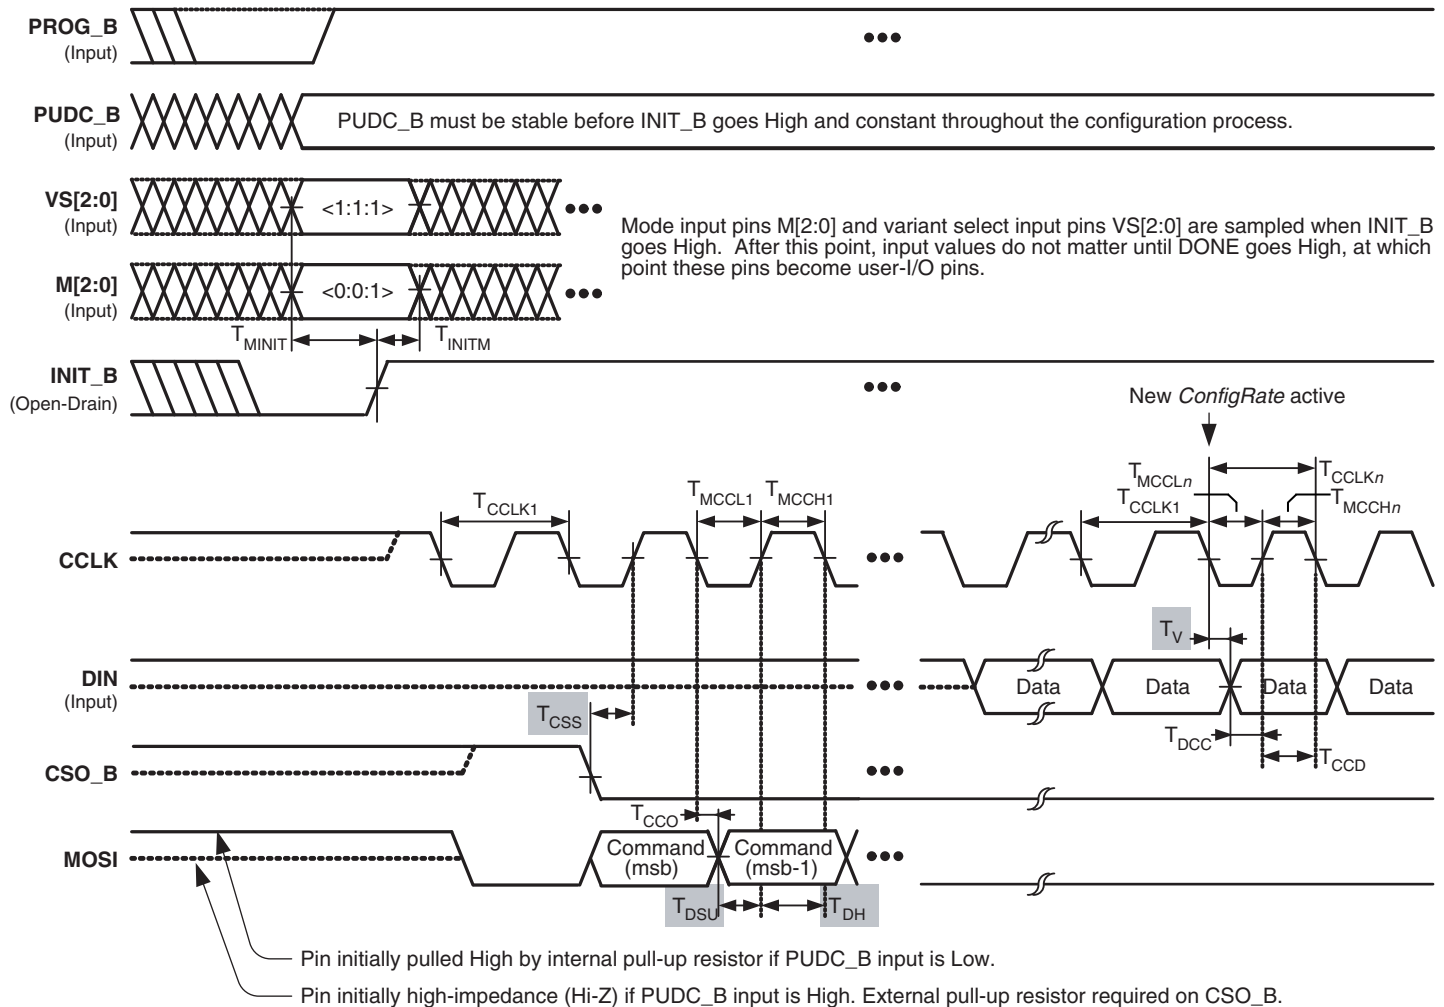 PROG_B
(Input)
PUDC_B
(Input)
PUDC_B must be stable before INIT_B goes High and constant throughout the configuration process.
VS[2:0]
(Input)
<1:1:1>
Mode input pins M[2:0] and variant select input pins VS[2:0] are sampled when INIT_B
goes High. After this point, input values do not matter until DONE goes High, at which
point these pins become user-I/O pins.
M[2:0]
(Input)
<0:0:1>
TMINIT
TINITM
INIT_B
(Open-Drain)
New ConfigRate active
TMCCLn
TCCLKn
TCCLK1
TMCCL1
TMCCH1
TCCLK1
TMCCHn
CCLK
TV
DIN
(Input)
Data
Data
Data
Data
TCSS
TDCC
TCCD
CSO_B
TCCO
MOSI
Command
(msb)
Command
(msb-1)
TDSU
TDH
Pin initially pulled High by internal pull-up resistor if PUDC_B input is Low.
Pin initially high-impedance (Hi-Z) if PUDC_B input is High. External pull-up resistor required on CSO_B.